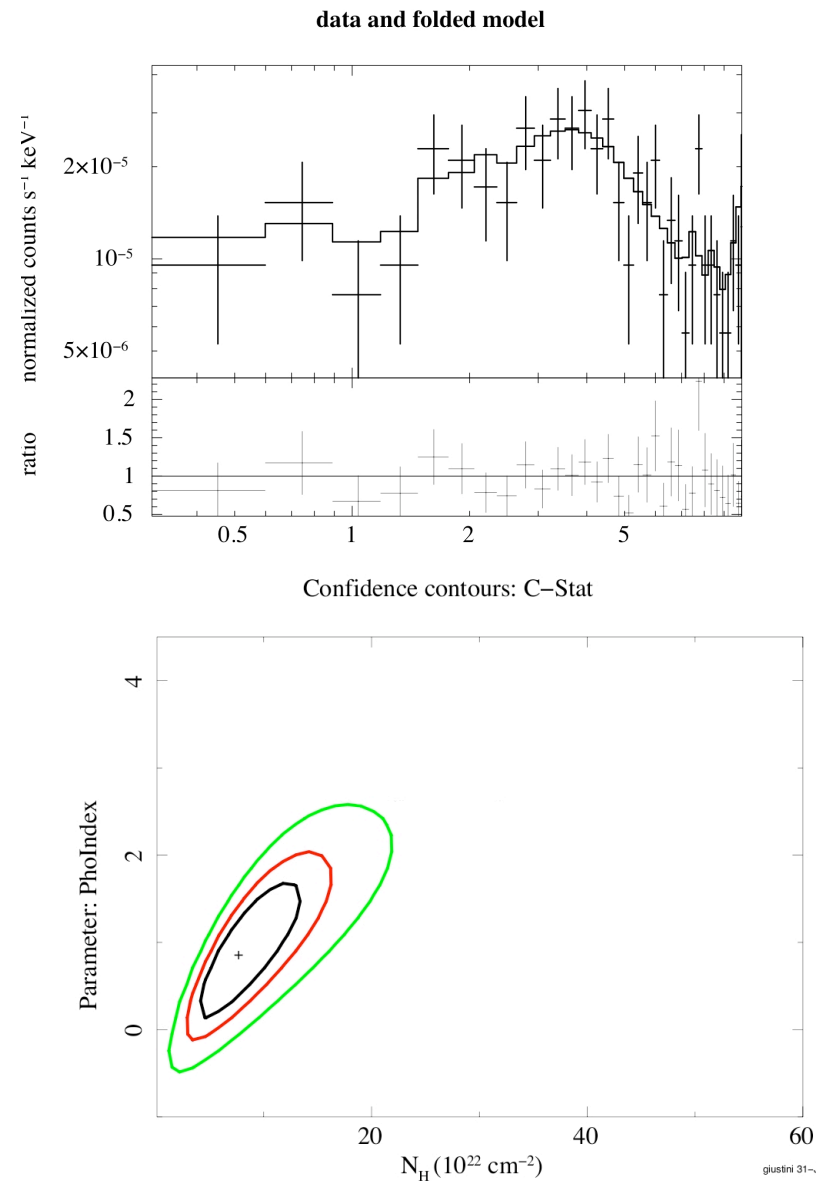 data and folded model
normalized counts s⁻¹ keV⁻¹
2×10⁻⁵
10⁻⁵
5×10⁻⁶
ratio
2
1.5
1
0.5
0.5 1 2 5
Confidence contours: C−Stat
Parameter: PhoIndex
4
2
0
20 40 60
N_H (10²² cm⁻²)
giustini 31−